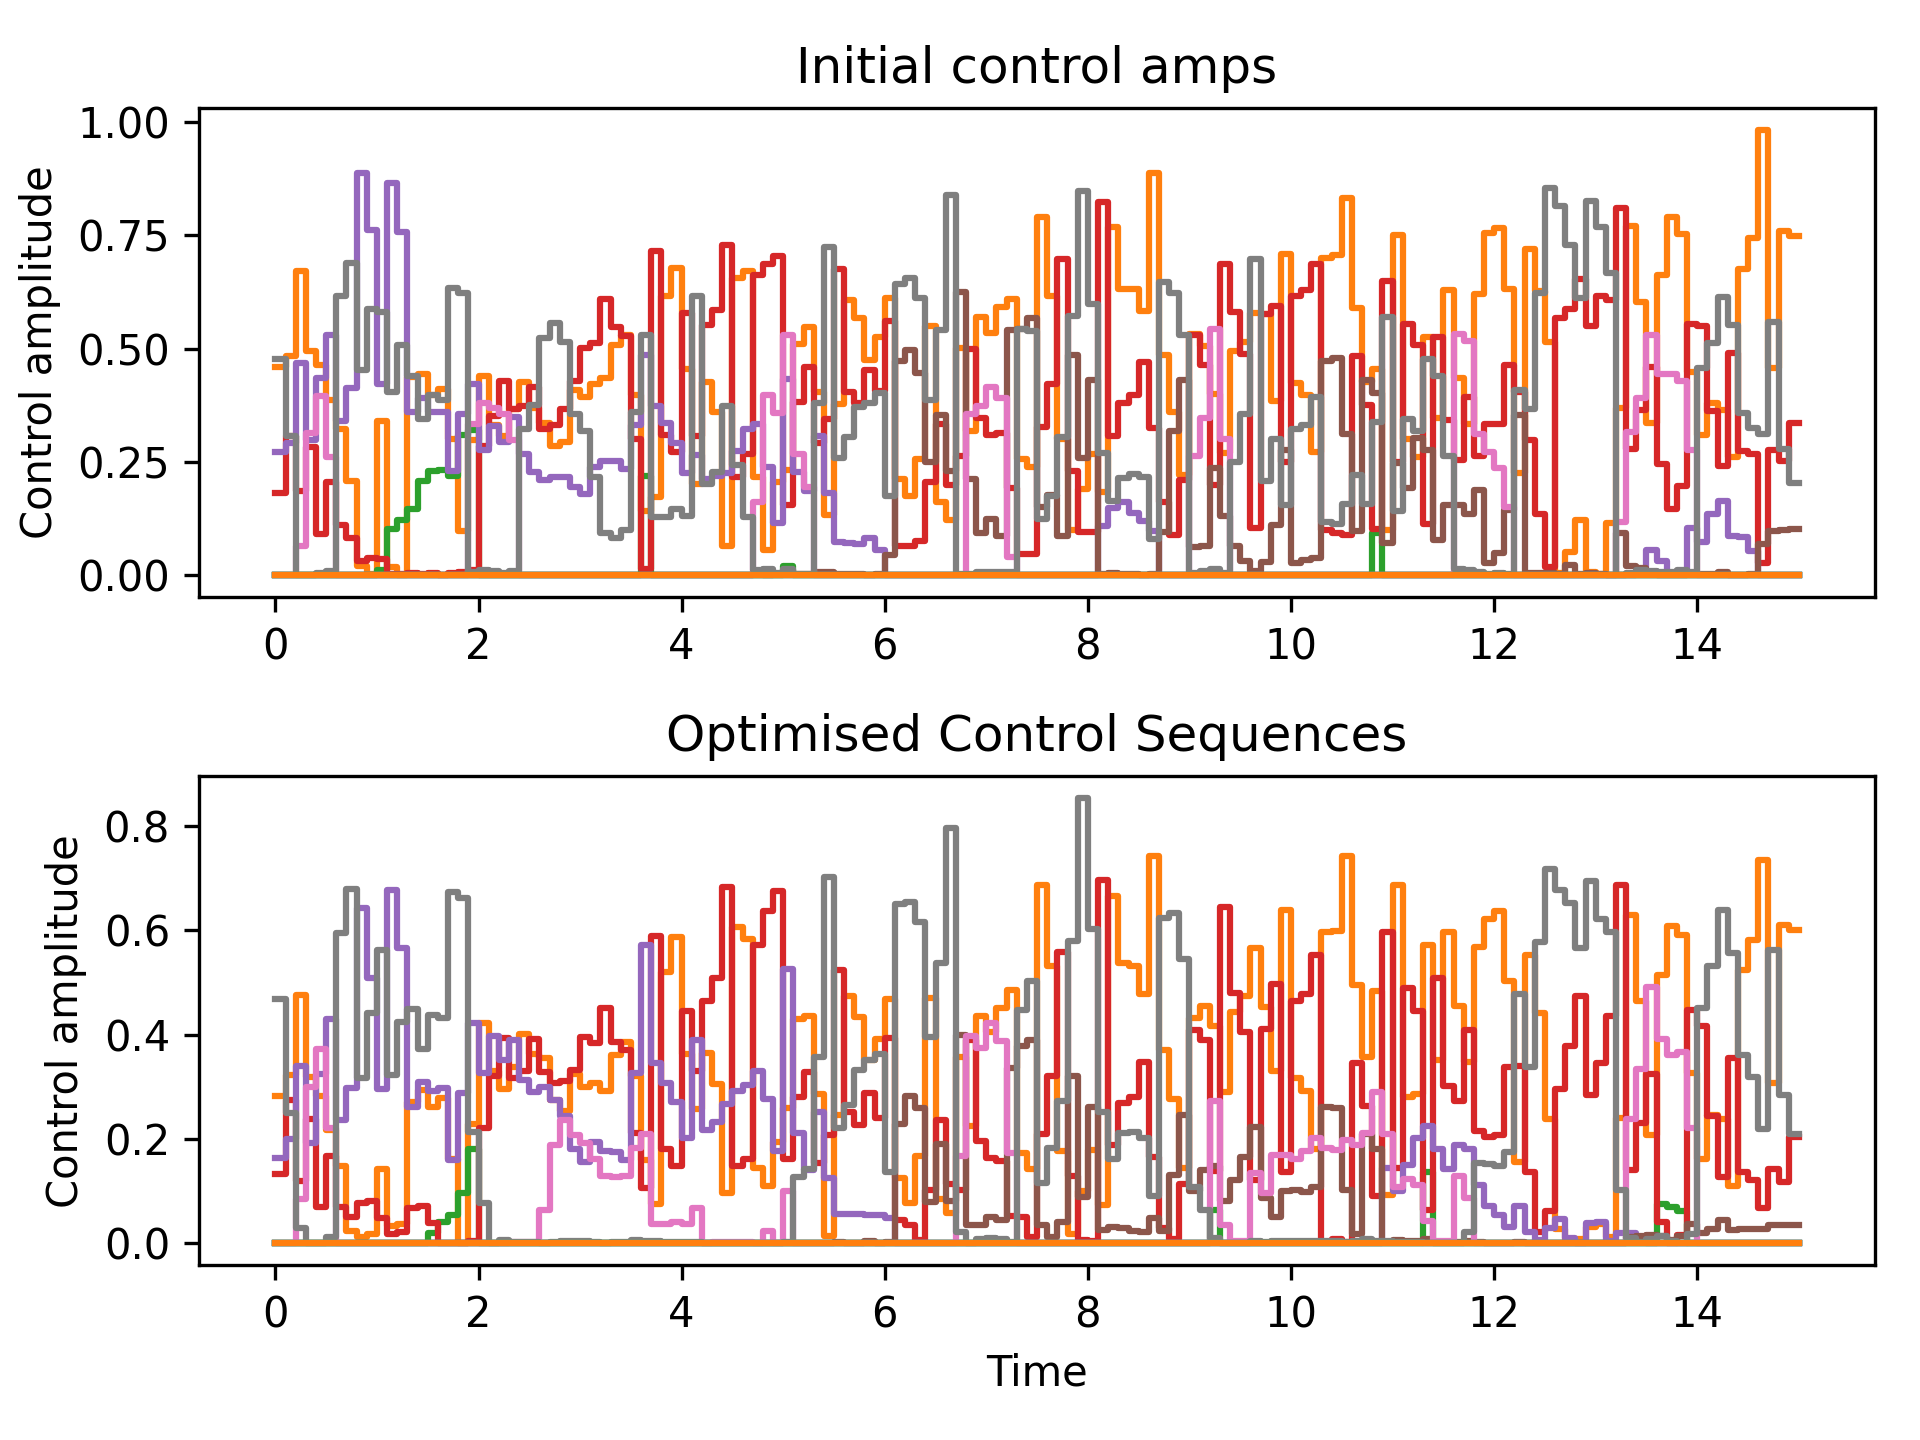 Initial control amps
Control amplitude
1.00
0.75
0.50
0.25
0.00
0 2 4 6 8 10 12 14
Optimised Control Sequences
Control amplitude
0.8
0.6
0.4
0.2
0.0
0 2 4 6 8 10 12 14
Time